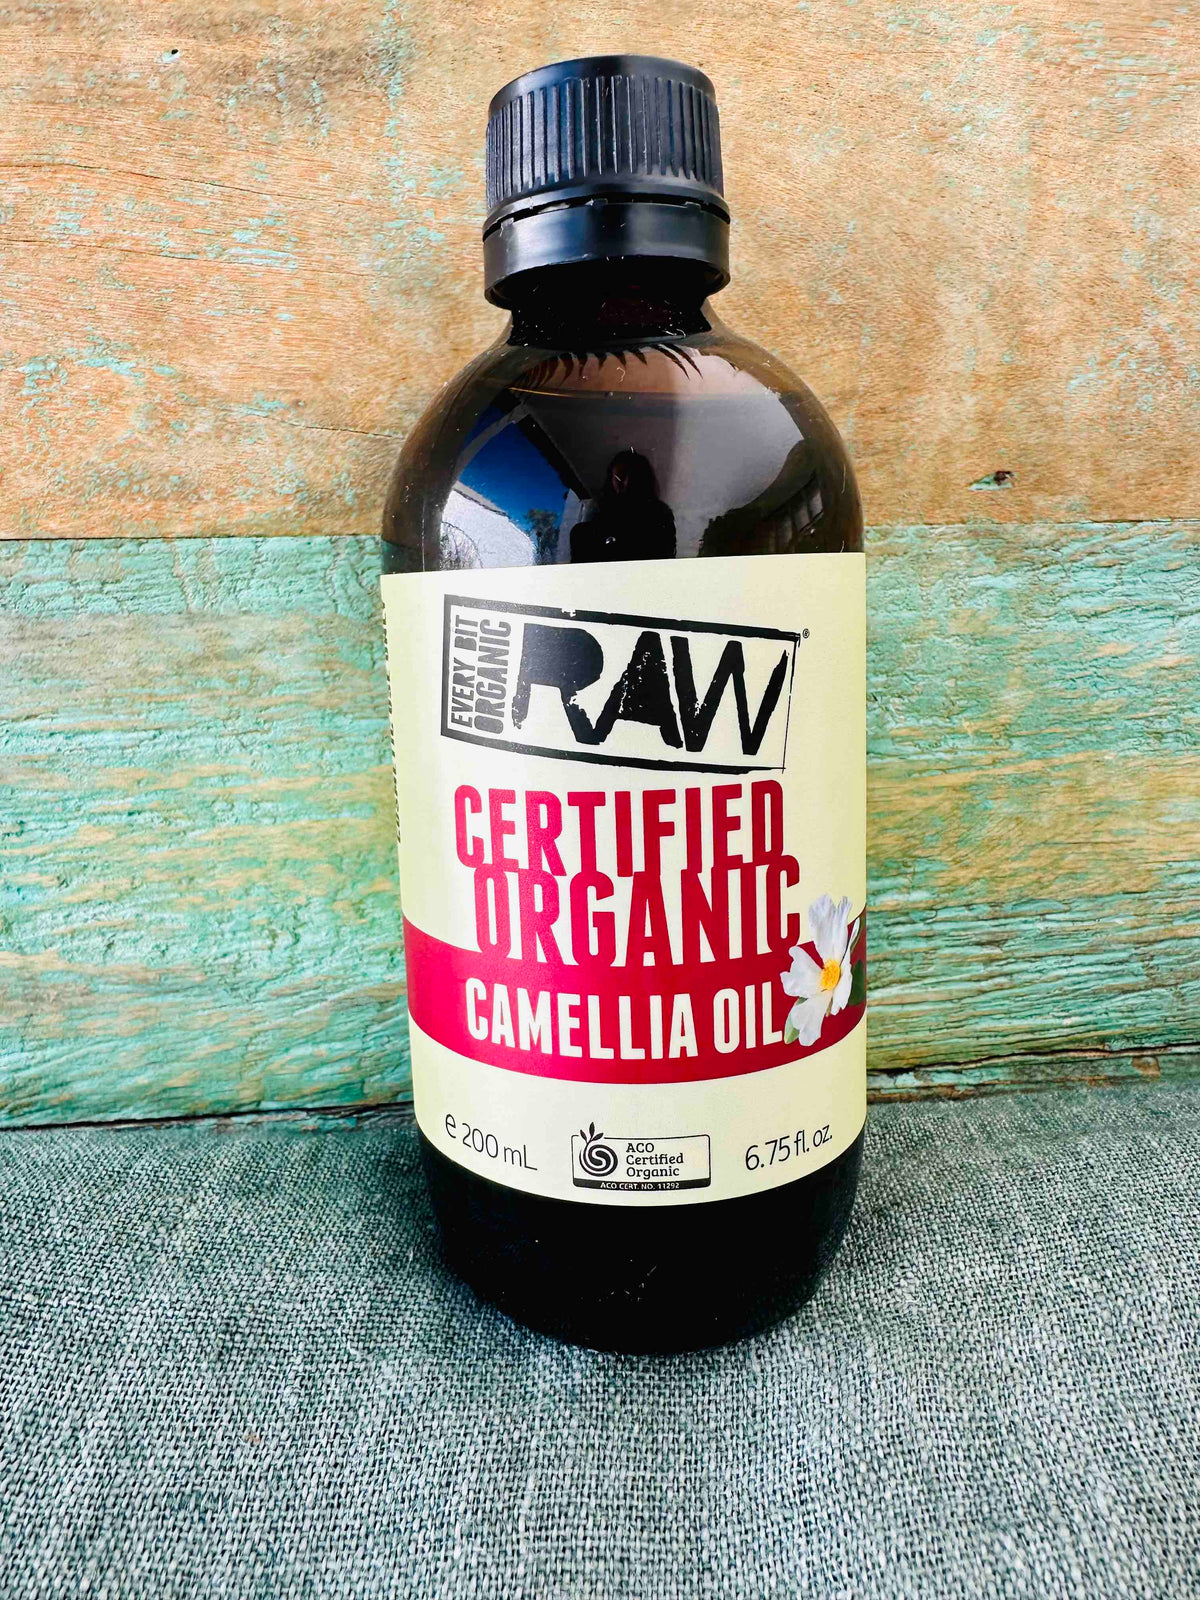 EVERY BIT
ORGANIC
RAW®
CERTIFIED
ORGANIC
CAMELLIA OIL
e 200 mL
ACO
Certified
Organic
ACO CERT. NO. 11292
6.75 fl. oz.